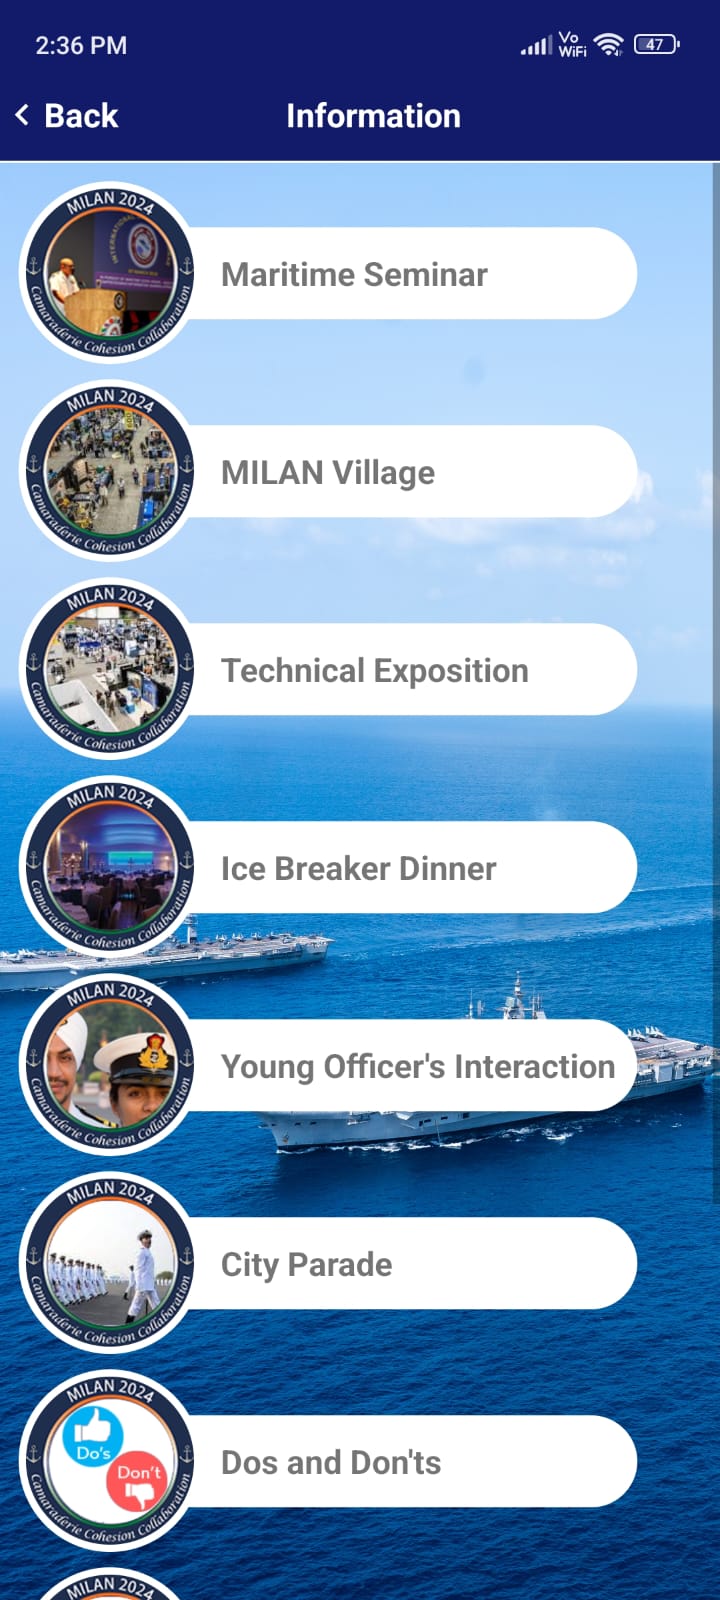 2:36 PM
Vo
WiFi
47
Back
Information
MILAN 2024
INTERNATIONAL
Camaraderie Cohesion Collaboration
Maritime Seminar
MILAN 2024
Camaraderie Cohesion Collaboration
MILAN Village
MILAN 2024
Camaraderie Cohesion Collaboration
Technical Exposition
MILAN 2024
Camaraderie Cohesion Collaboration
Ice Breaker Dinner
MILAN 2024
Camaraderie Cohesion Collaboration
Young Officer's Interaction
MILAN 2024
Camaraderie Cohesion Collaboration
City Parade
MILAN 2024
Do's
Don't
Camaraderie Cohesion Collaboration
Dos and Don'ts
MILAN 2024